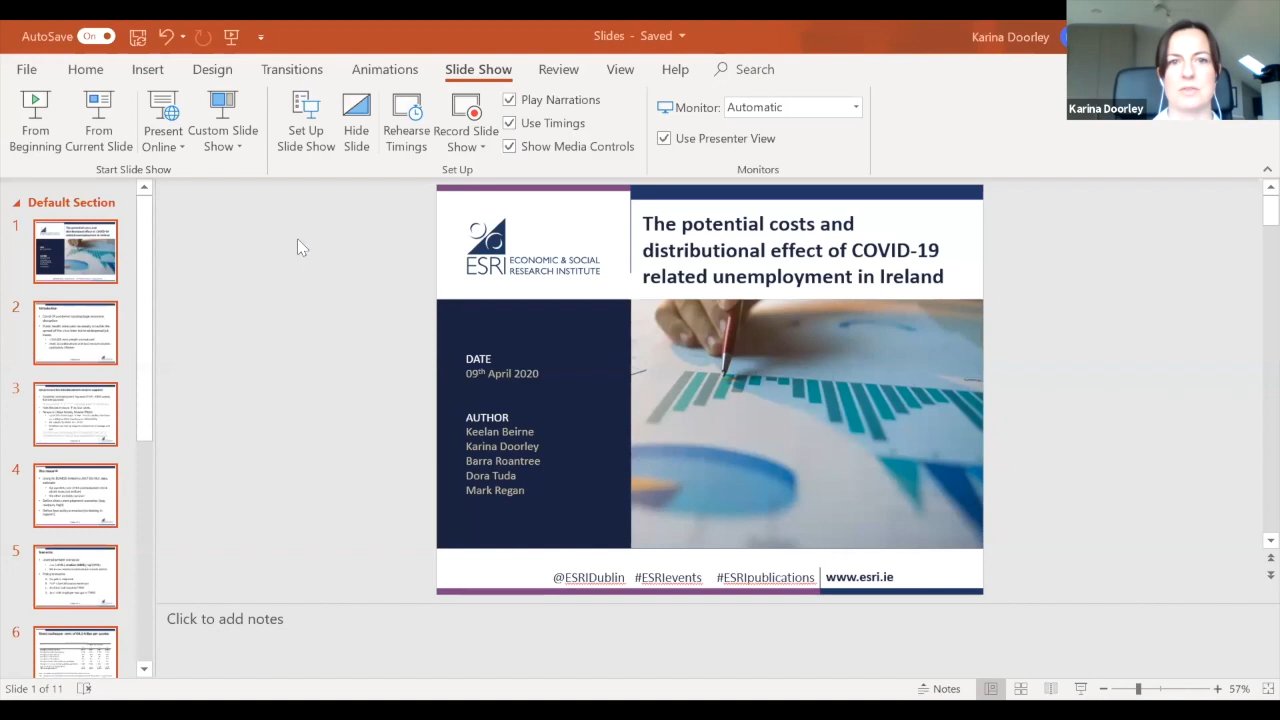 AutoSave On
Slides - Saved
Karina Doorley
File Home Insert Design Transitions Animations Slide Show Review View Help Search
Karina Doorley
From Beginning
From Current Slide
Present Online
Custom Slide Show
Set Up Slide Show
Hide Slide
Rehearse Timings
Record Slide Show
Play Narrations
Use Timings
Show Media Controls
Monitor: Automatic
Use Presenter View
Start Slide Show
Set Up
Monitors
Default Section
1
2
3
4
5
6
ESRI ECONOMIC & SOCIAL
RESEARCH INSTITUTE
The potential costs and
distributional effect of COVID-19
related unemployment in Ireland
DATE
09th April 2020
AUTHOR
Keelan Beirne
Karina Doorley
Barra Roantree
Dora Tuda
Mark Regan
@ESRIDublin #ESRIevents #ESRIpublications www.esri.ie
Click to add notes
Slide 1 of 11
Notes
57%